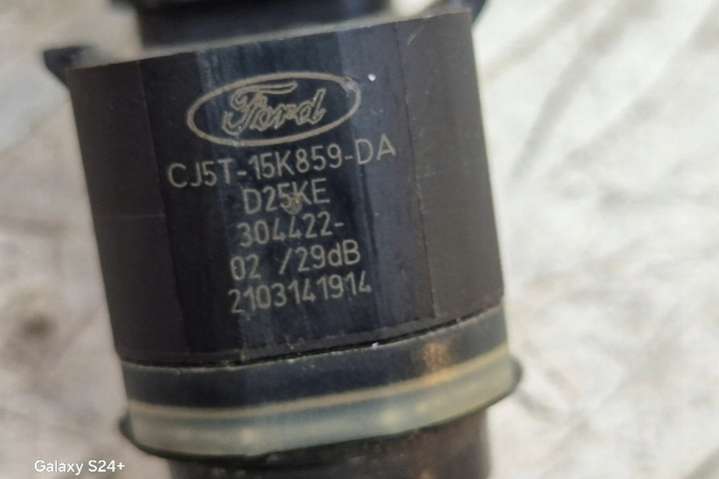 Ford
CJ5T-15K859-DA
D25KE
304422-
02 /29dB
2103141914
Galaxy S24+